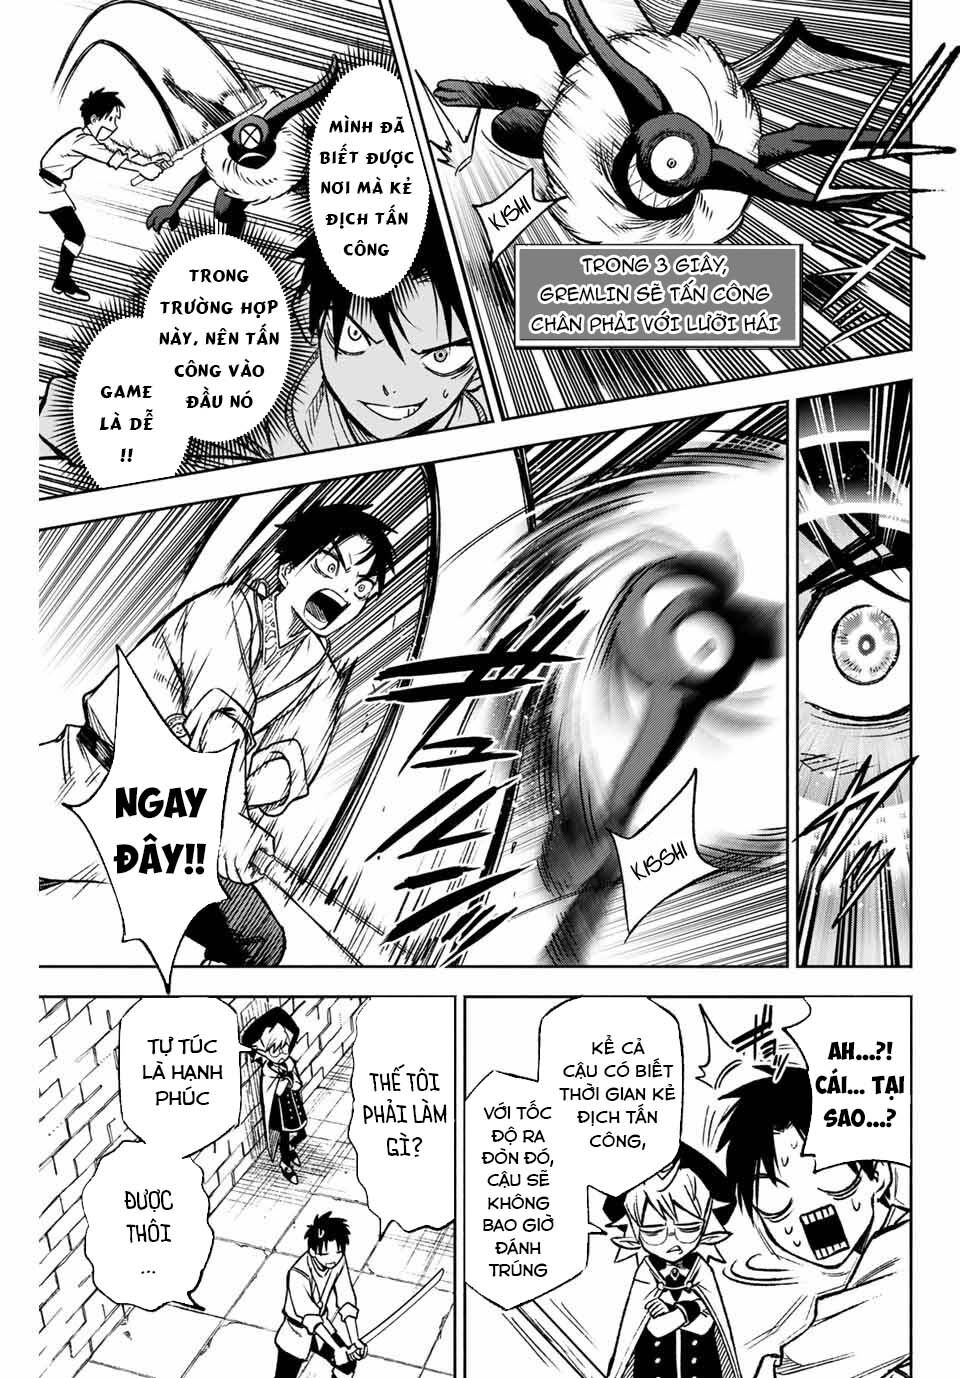 KISHI
TRONG 3 GIÂY,
GREMLIN SẼ TẤN CÔNG
CHÂN PHẢI VỚI LƯỠI HÁI
MÌNH ĐÃ
BIẾT ĐƯỢC
NƠI MÀ KẺ
ĐỊCH TẤN
CÔNG
TRONG
TRƯỜNG HỢP
NÀY, NÊN TẤN
CÔNG VÀO
ĐẦU NÓ
GAME
LÀ DỄ
!!
KISSHI
NGAY
ĐÂY!!
AH...?!
CÁI... TẠI
SAO...?
KỂ CẢ
CẬU CÓ BIẾT
THỜI GIAN KẺ
ĐỊCH TẤN
CÔNG,
VỚI TỐC
ĐỘ RA
ĐÒN ĐÓ,
CẬU SẼ
KHÔNG
BAO GIỜ
ĐÁNH
TRÚNG
THẾ TÔI
PHẢI LÀM
GÌ?
TỰ TÚC
LÀ HẠNH
PHÚC
ĐƯỢC
THÔI
...